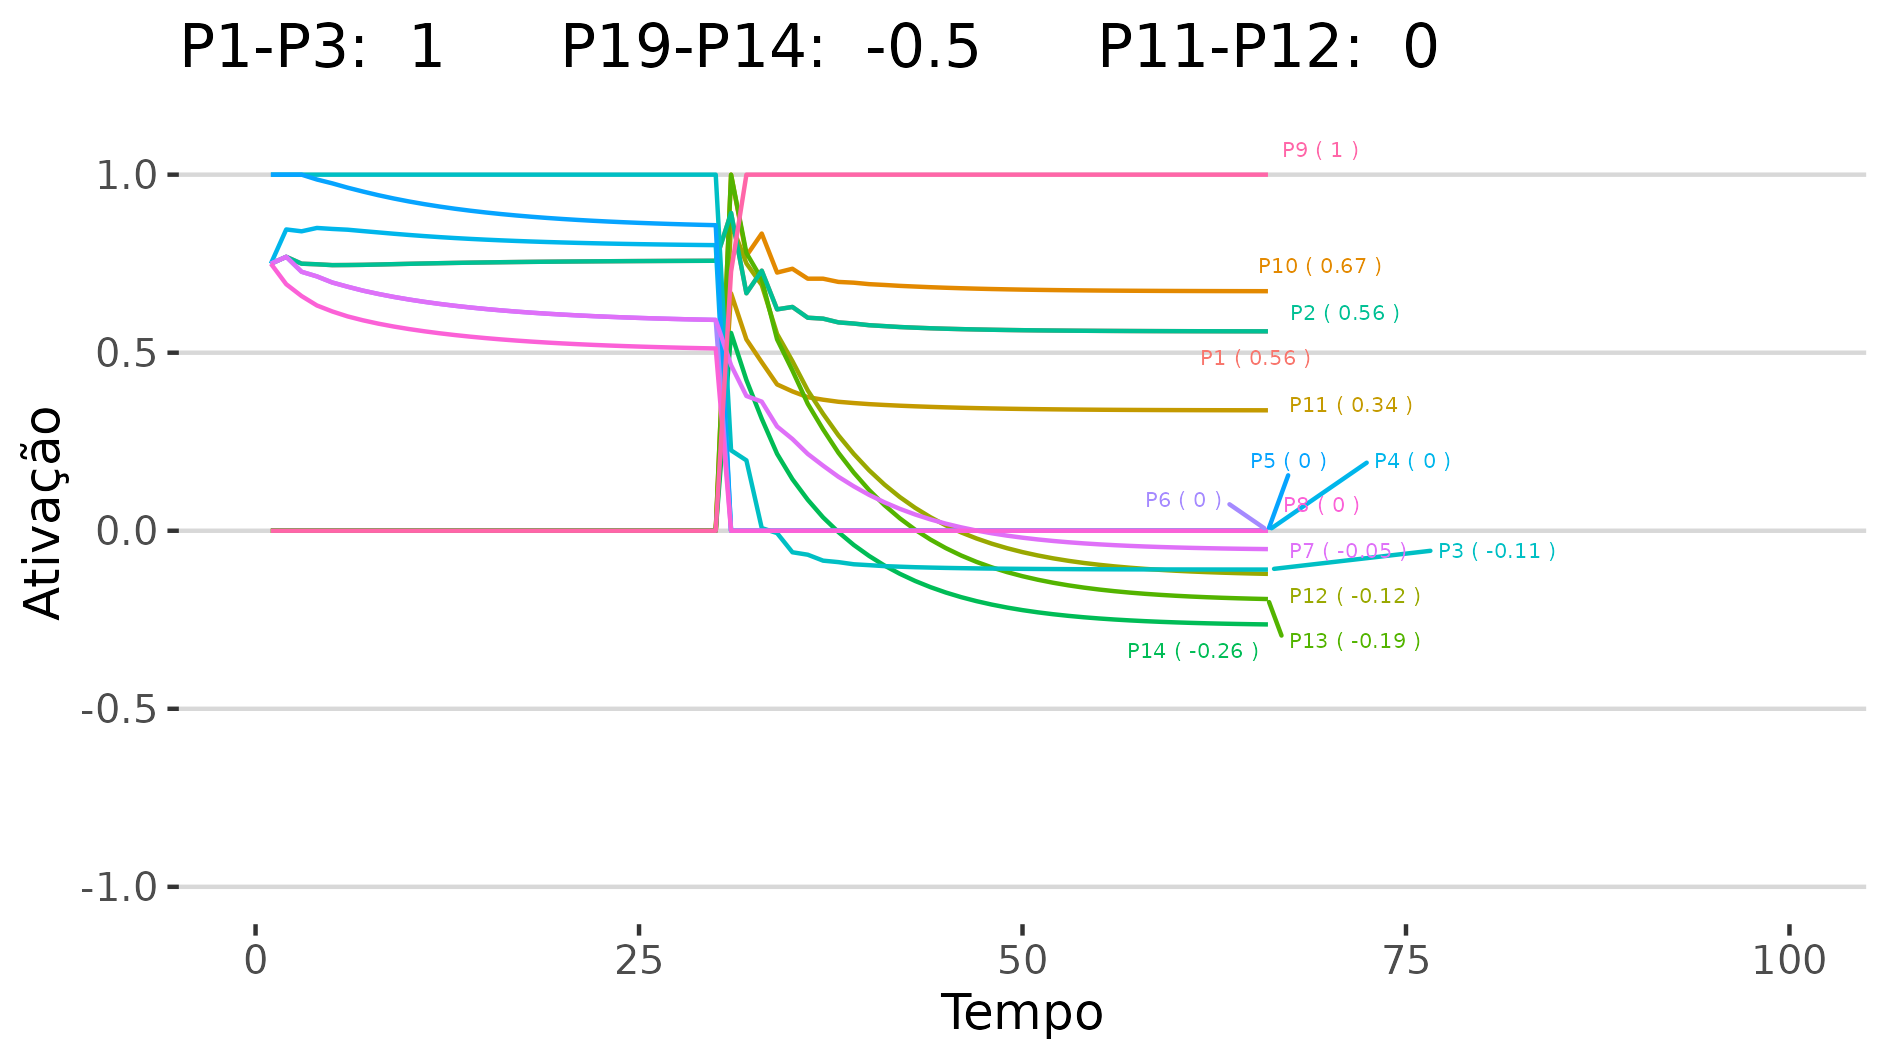 P1-P3: 1 P19-P14: -0.5 P11-P12: 0
P9 ( 1 )
1.0
P10 ( 0.67 )
P2 ( 0.56 )
0.5
P1 ( 0.56 )
P11 ( 0.34 )
P5 ( 0 ) P4 ( 0 )
P6 ( 0 ) P8 ( 0 )
0.0
P7 ( -0.05 ) P3 ( -0.11 )
P12 ( -0.12 )
P13 ( -0.19 )
P14 ( -0.26 )
-0.5
-1.0
Ativação
0 25 50 75 100
Tempo